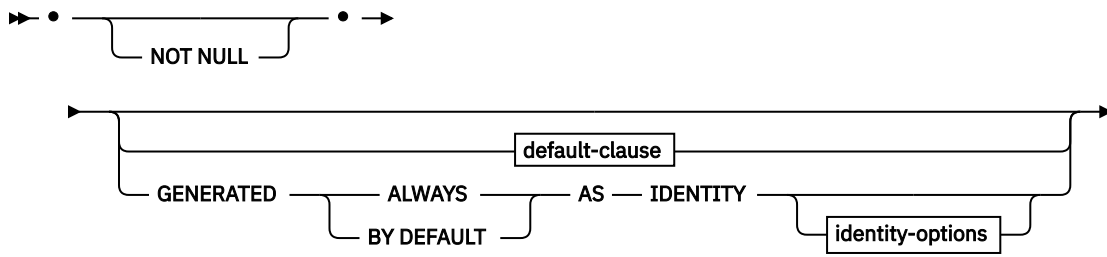 NOT NULL
default-clause
GENERATED ALWAYS AS IDENTITY
BY DEFAULT identity-options